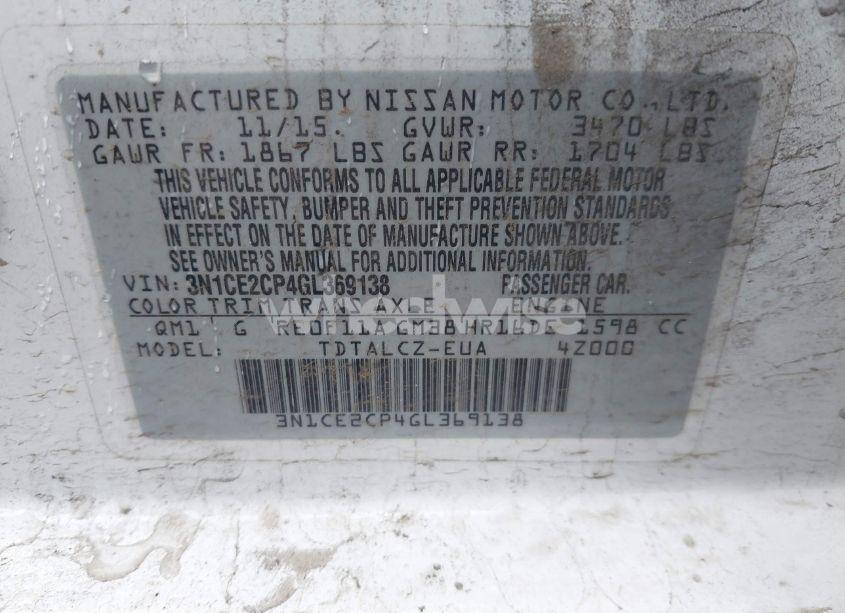 MANUFACTURED BY NISSAN MOTOR CO., LTD.
DATE: 11/15. GVWR: 3470 LBS
GAWR FR: 1867 LBS GAWR RR: 1704 LBS
THIS VEHICLE CONFORMS TO ALL APPLICABLE FEDERAL MOTOR
VEHICLE SAFETY, BUMPER AND THEFT PREVENTION STANDARDS
IN EFFECT ON THE DATE OF MANUFACTURE SHOWN ABOVE.
SEE OWNER'S MANUAL FOR ADDITIONAL INFORMATION
VIN: 3N1CE2CP4GL369138 PASSENGER CAR.
COLOR TRIM TRANS AXLE ENGINE
QM1 G RE0F11A GM38 HR16DE 1598 CC
MODEL: TDTALCZ-EUA 4Z000
3N1CE2CP4GL369138